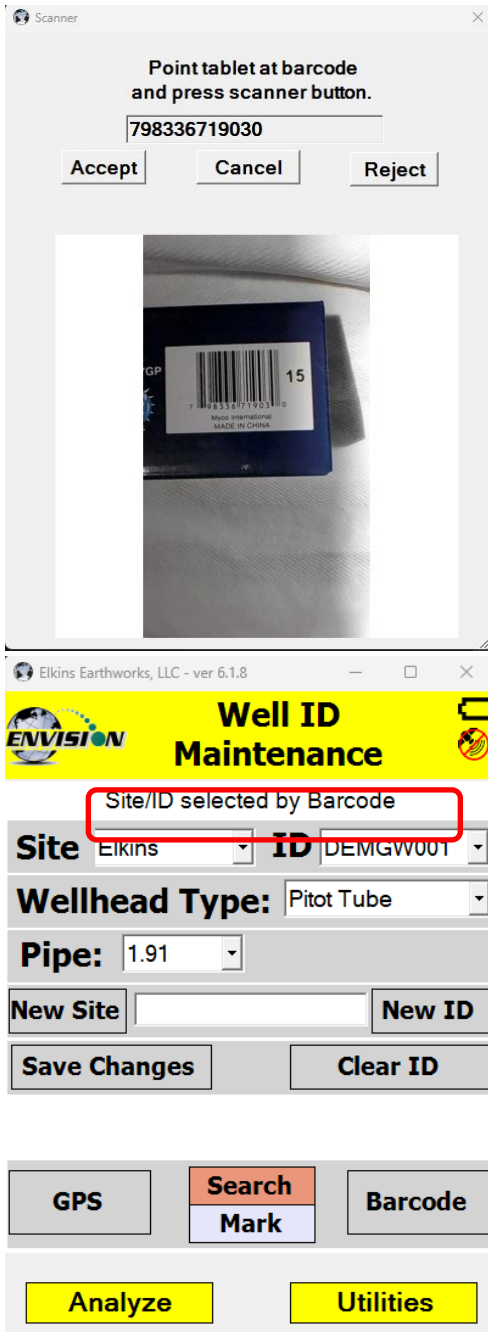 Scanner
Point tablet at barcode
and press scanner button.
798336719030
Accept Cancel Reject
GP
15
7 98336 71903 0
Myco International
MADE IN CHINA
Elkins Earthworks, LLC - ver 6.1.8
ENVISION
Well ID
Maintenance
Site/ID selected by Barcode
Site Elkins ID DEMGW001
Wellhead Type: Pitot Tube
Pipe: 1.91
New Site New ID
Save Changes Clear ID
GPS Search Barcode
Mark
Analyze Utilities